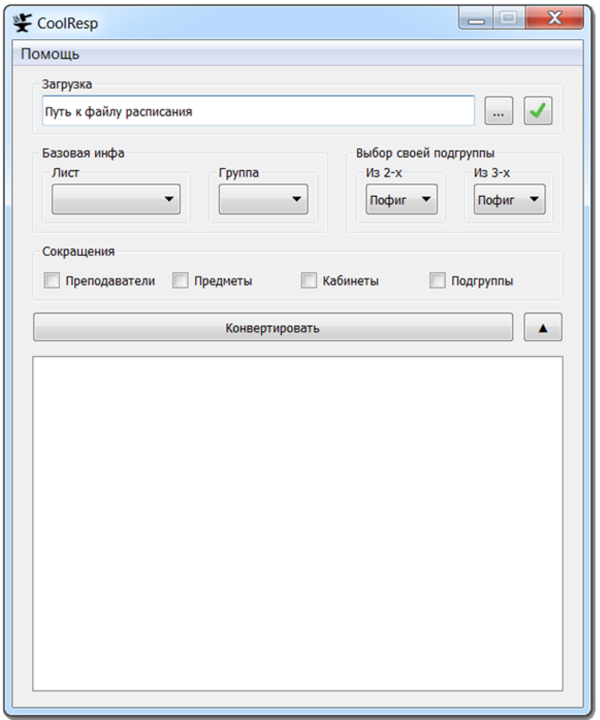 CoolResp
Помощь
Загрузка
Путь к файлу расписания
...
Базовая инфа
Выбор своей подгруппы
Лист
Группа
Из 2-х
Из 3-х
Пофиг
Пофиг
Сокращения
Преподаватели
Предметы
Кабинеты
Подгруппы
Конвертировать